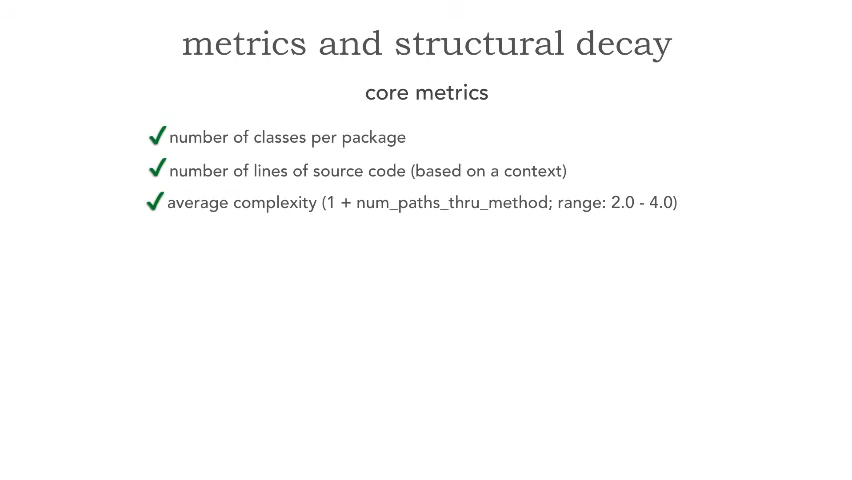 metrics and structural decay
core metrics
number of classes per package
number of lines of source code (based on a context)
average complexity (1 + num_paths_thru_method; range: 2.0 - 4.0)